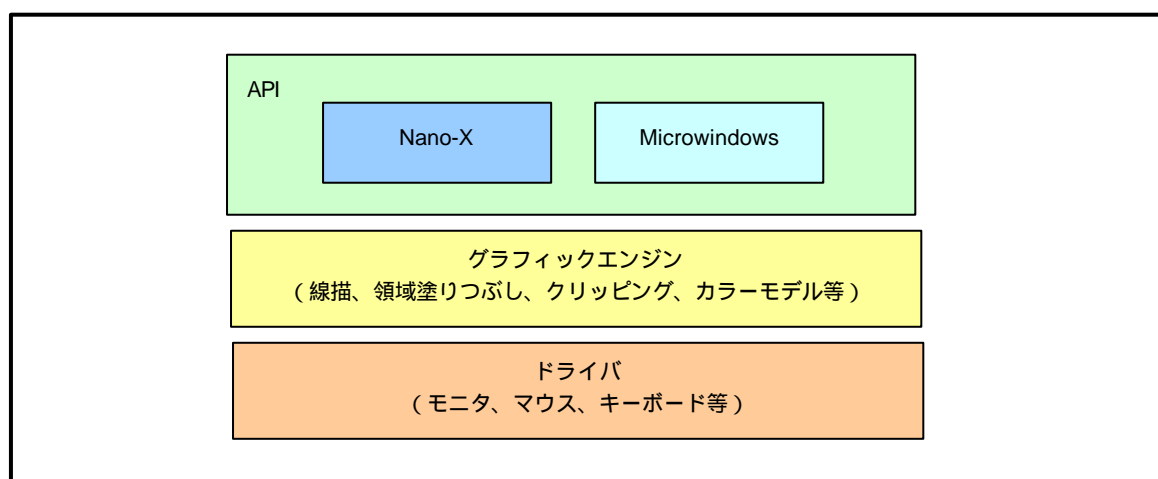 API
Nano-X
Microwindows
グラフィックエンジン
(線描、領域塗りつぶし、クリッピング、カラーモデル等)
ドライバ
(モニタ、マウス、キーボード等)